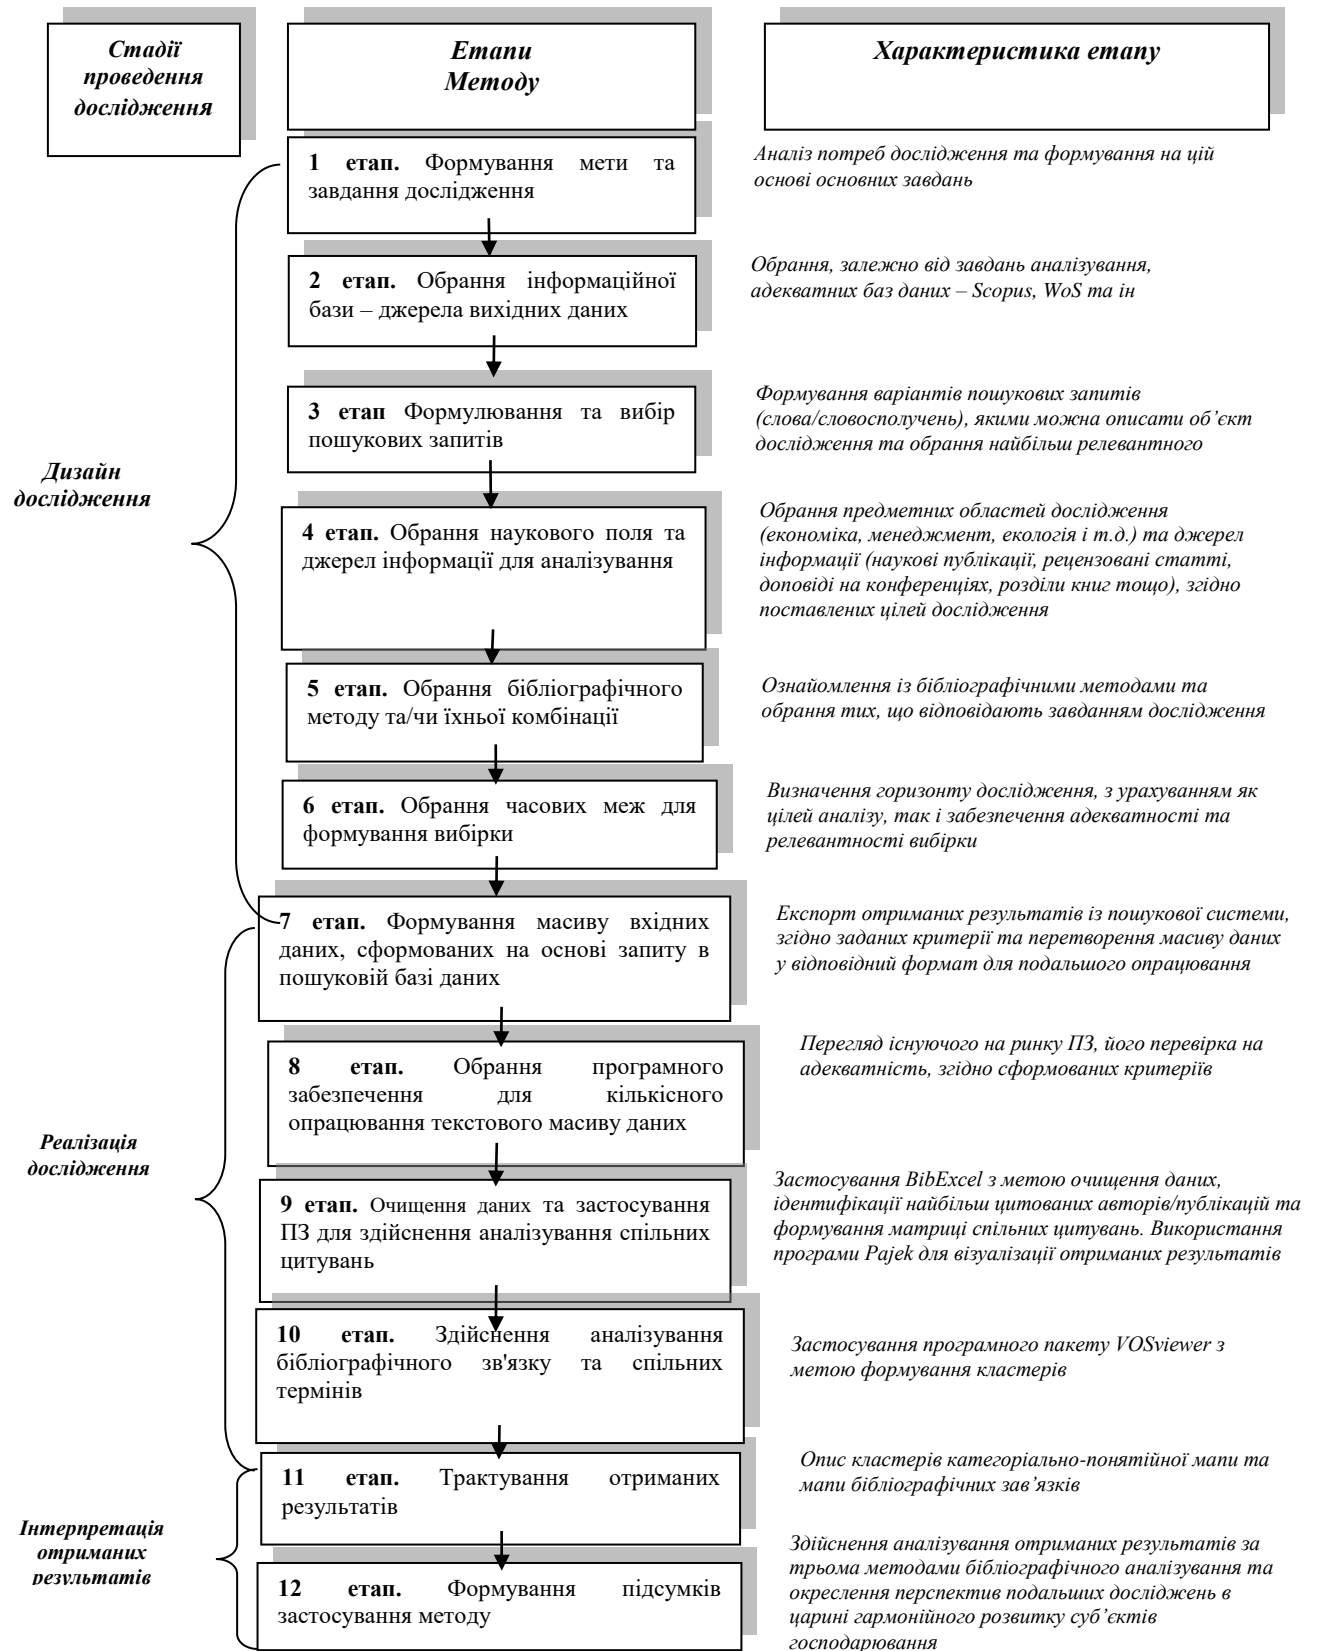 Стадії
проведення
дослідження
Етапи
Методу
Характеристика етапу
1 етап. Формування мети та
завдання дослідження
Аналіз потреб дослідження та формування на цій
основі основних завдань
2 етап. Обрання інформаційної
бази – джерела вихідних даних
Обрання, залежно від завдань аналізування,
адекватних баз даних – Scopus, WoS та ін
3 етап Формулювання та вибір
пошукових запитів
Формування варіантів пошукових запитів
(слова/словосполучень), якими можна описати об’єкт
дослідження та обрання найбільш релевантного
Дизайн
дослідження
4 етап. Обрання наукового поля та
джерел інформації для аналізування
Обрання предметних областей дослідження
(економіка, менеджмент, екологія і т.д.) та джерел
інформації (наукові публікації, рецензовані статті,
доповіді на конференціях, розділи книг тощо), згідно
поставлених цілей дослідження
5 етап. Обрання бібліографічного
методу та/чи їхньої комбінації
Ознайомлення із бібліографічними методами та
обрання тих, що відповідають завданням дослідження
6 етап. Обрання часових меж для
формування вибірки
Визначення горизонту дослідження, з урахуванням як
цілей аналізу, так і забезпечення адекватності та
релевантності вибірки
7 етап. Формування масиву вхідних
даних, сформованих на основі запиту в
пошуковій базі даних
Експорт отриманих результатів із пошукової системи,
згідно заданих критерії та перетворення масиву даних
у відповідний формат для подальшого опрацювання
8 етап. Обрання програмного
забезпечення для кількісного
опрацювання текстового масиву даних
Перегляд існуючого на ринку ПЗ, його перевірка на
адекватність, згідно сформованих критеріїв
Реалізація
дослідження
9 етап. Очищення даних та застосування
ПЗ для здійснення аналізування спільних
цитувань
Застосування BibExcel з метою очищення даних,
ідентифікації найбільш цитованих авторів/публікацій та
формування матриці спільних цитувань. Використання
програми Pajek для візуалізації отриманих результатів
10 етап. Здійснення аналізування
бібліографічного зв'язку та спільних
термінів
Застосування програмного пакету VOSviewer з
метою формування кластерів
11 етап. Трактування отриманих
результатів
Опис кластерів категоріально-понятійної мапи та
мапи бібліографічних зав’язків
Інтерпретація
отриманих
результатів
12 етап. Формування підсумків
застосування методу
Здійснення аналізування отриманих результатів за
трьома методами бібліографічного аналізування та
окреслення перспектив подальших досліджень в
царині гармонійного розвитку суб’єктів
господарювання